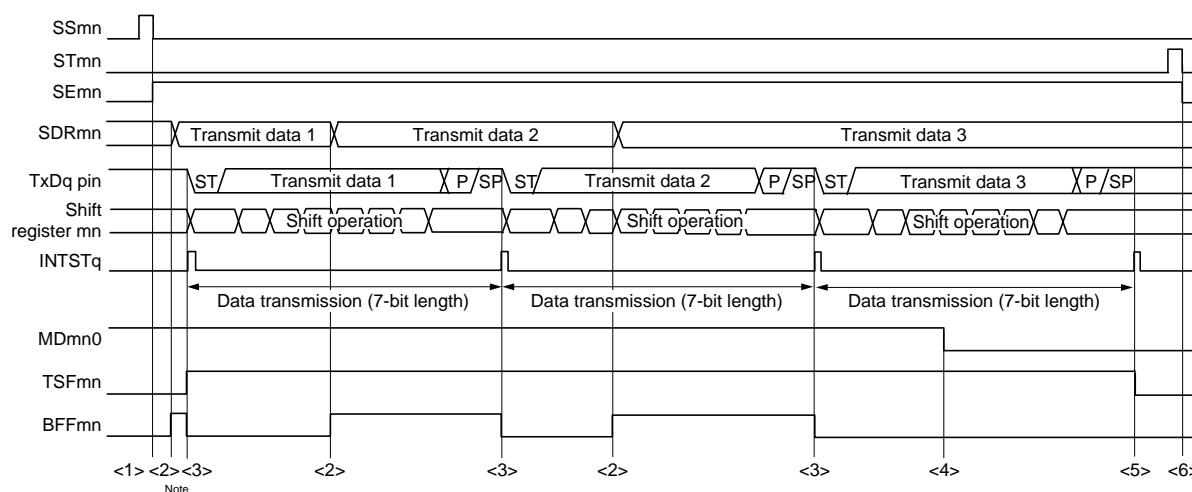 SSmn
STmn
SEmn
SDRmn Transmit data 1 Transmit data 2 Transmit data 3
TxDq pin ST Transmit data 1 P SP ST Transmit data 2 P SP ST Transmit data 3 P SP
Shift
register mn Shift operation Shift operation Shift operation
INTSTq
Data transmission (7-bit length) Data transmission (7-bit length) Data transmission (7-bit length)
MDmn0
TSFmn
BFFmn
<1> <2> <3> <2> <3> <2> <3> <4> <5> <6>
Note